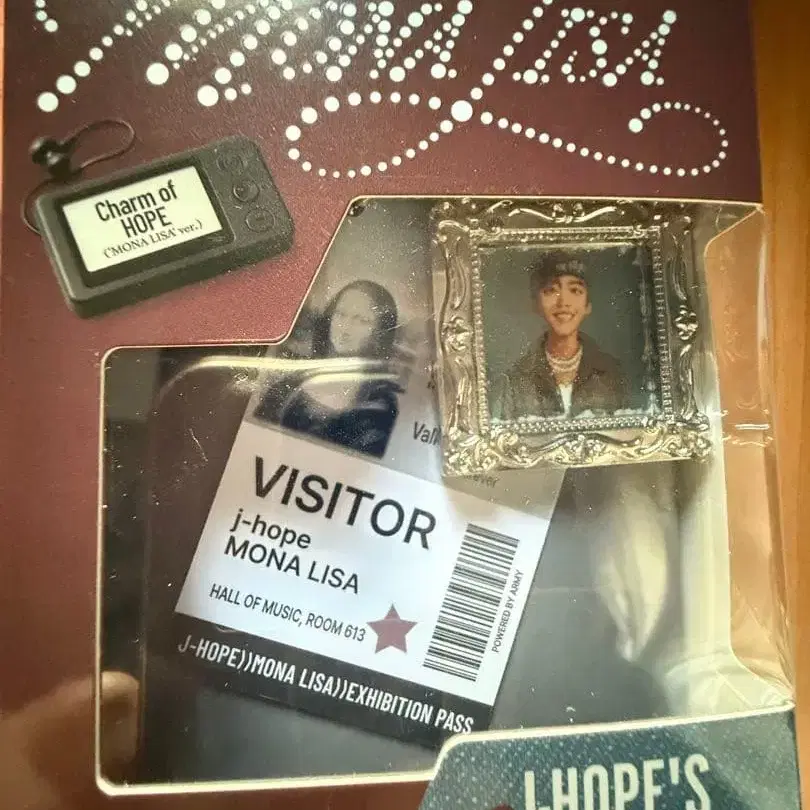 MONA LISA
Charm of
HOPE
('MONA LISA' ver.)
VISITOR
j-hope
MONA LISA
HALL OF MUSIC, ROOM 613
POWERED BY ARMY
J-HOPE))MONA LISA))EXHIBITION PASS
J-HOPE'S